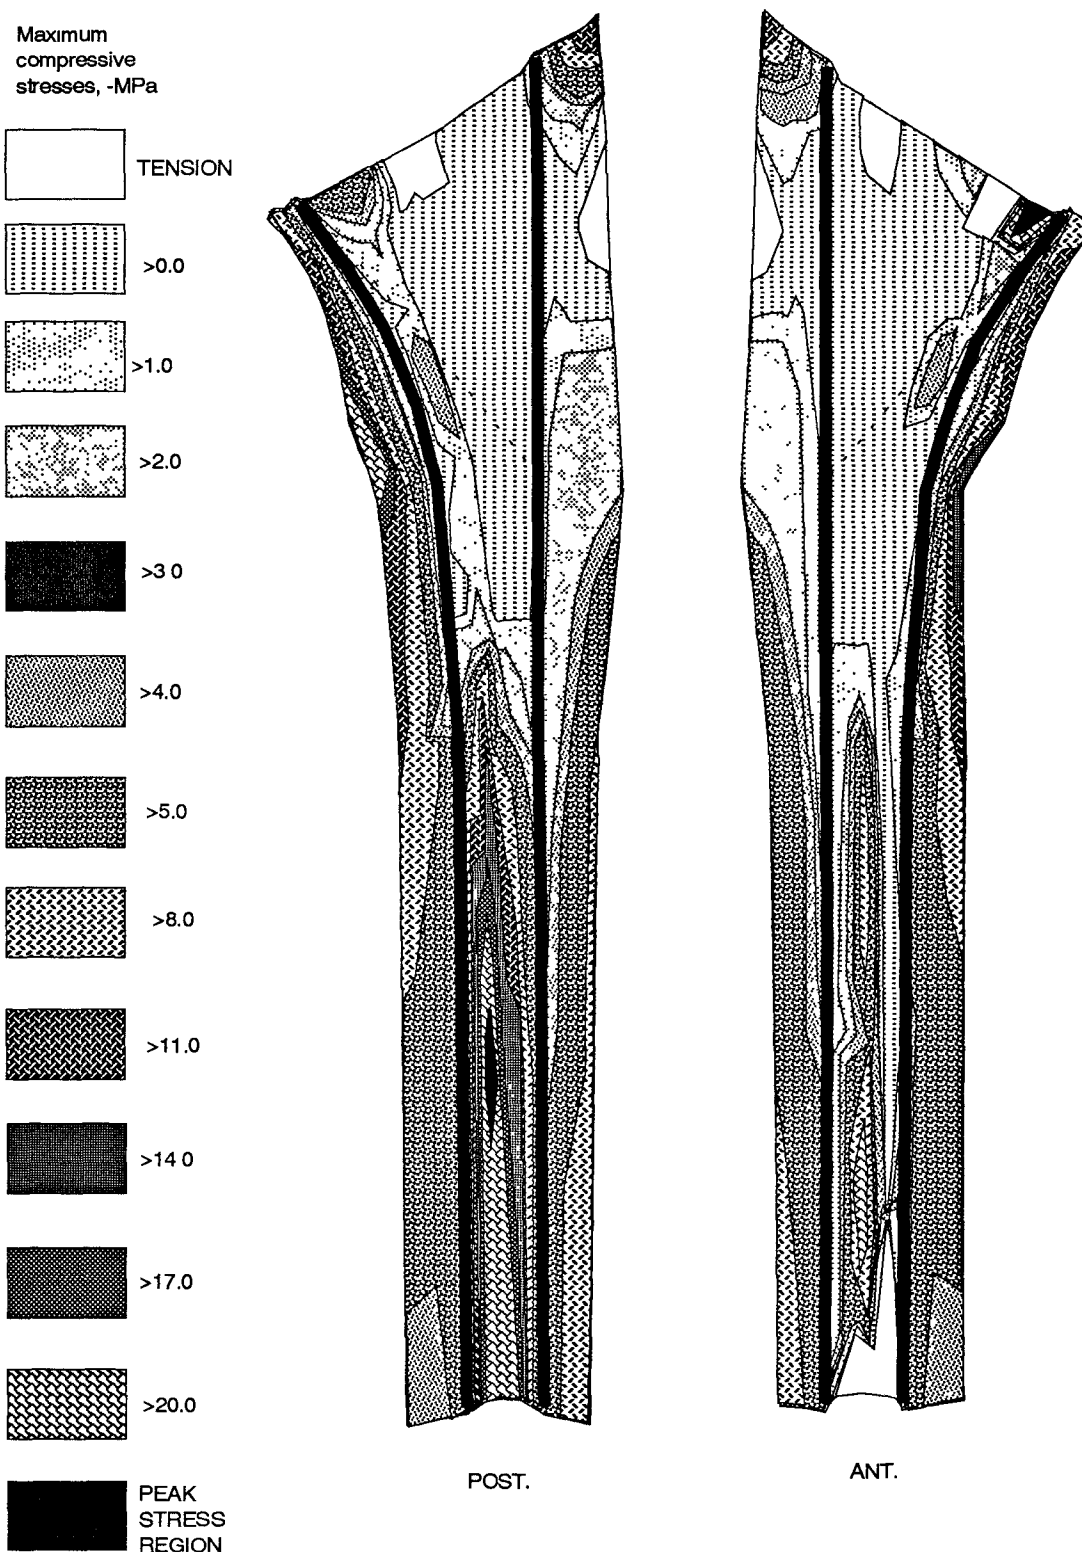 Maximum
compressive
stresses, -MPa
TENSION
>0.0
>1.0
>2.0
>3 0
>4.0
>5.0
>8.0
>11.0
>14 0
>17.0
>20.0
PEAK
STRESS
REGION
POST.
ANT.